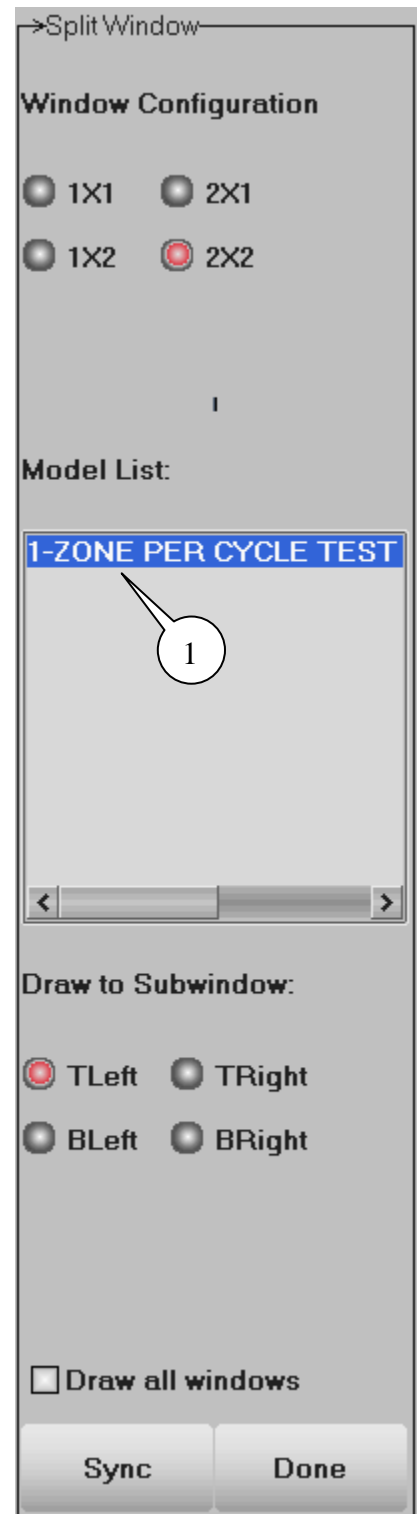 ->Split Window
Window Configuration
1X1 2X1
1X2 2X2
Model List:
1-ZONE PER CYCLE TEST
1
Draw to Subwindow:
TLeft TRight
BLeft BRight
Draw all windows
Sync Done